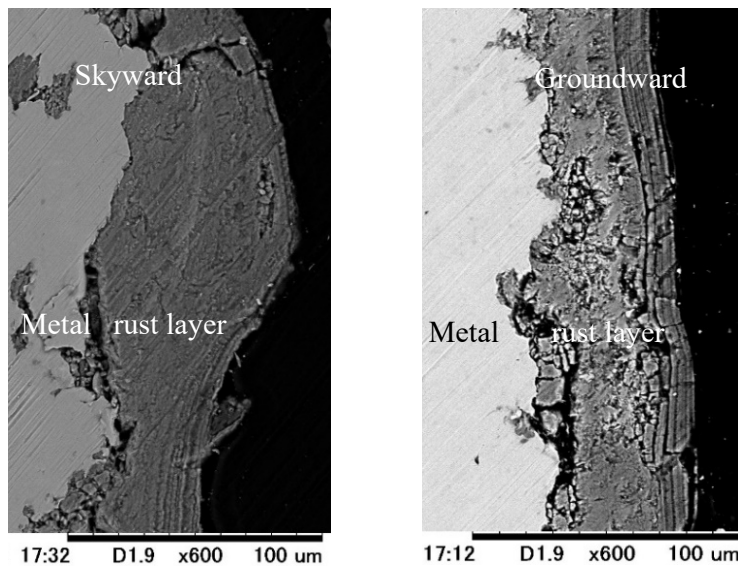 Skyward
Metal rust layer
17:32 D1.9 x600 100 um
Groundward
Metal rust layer
17:12 D1.9 x600 100 um